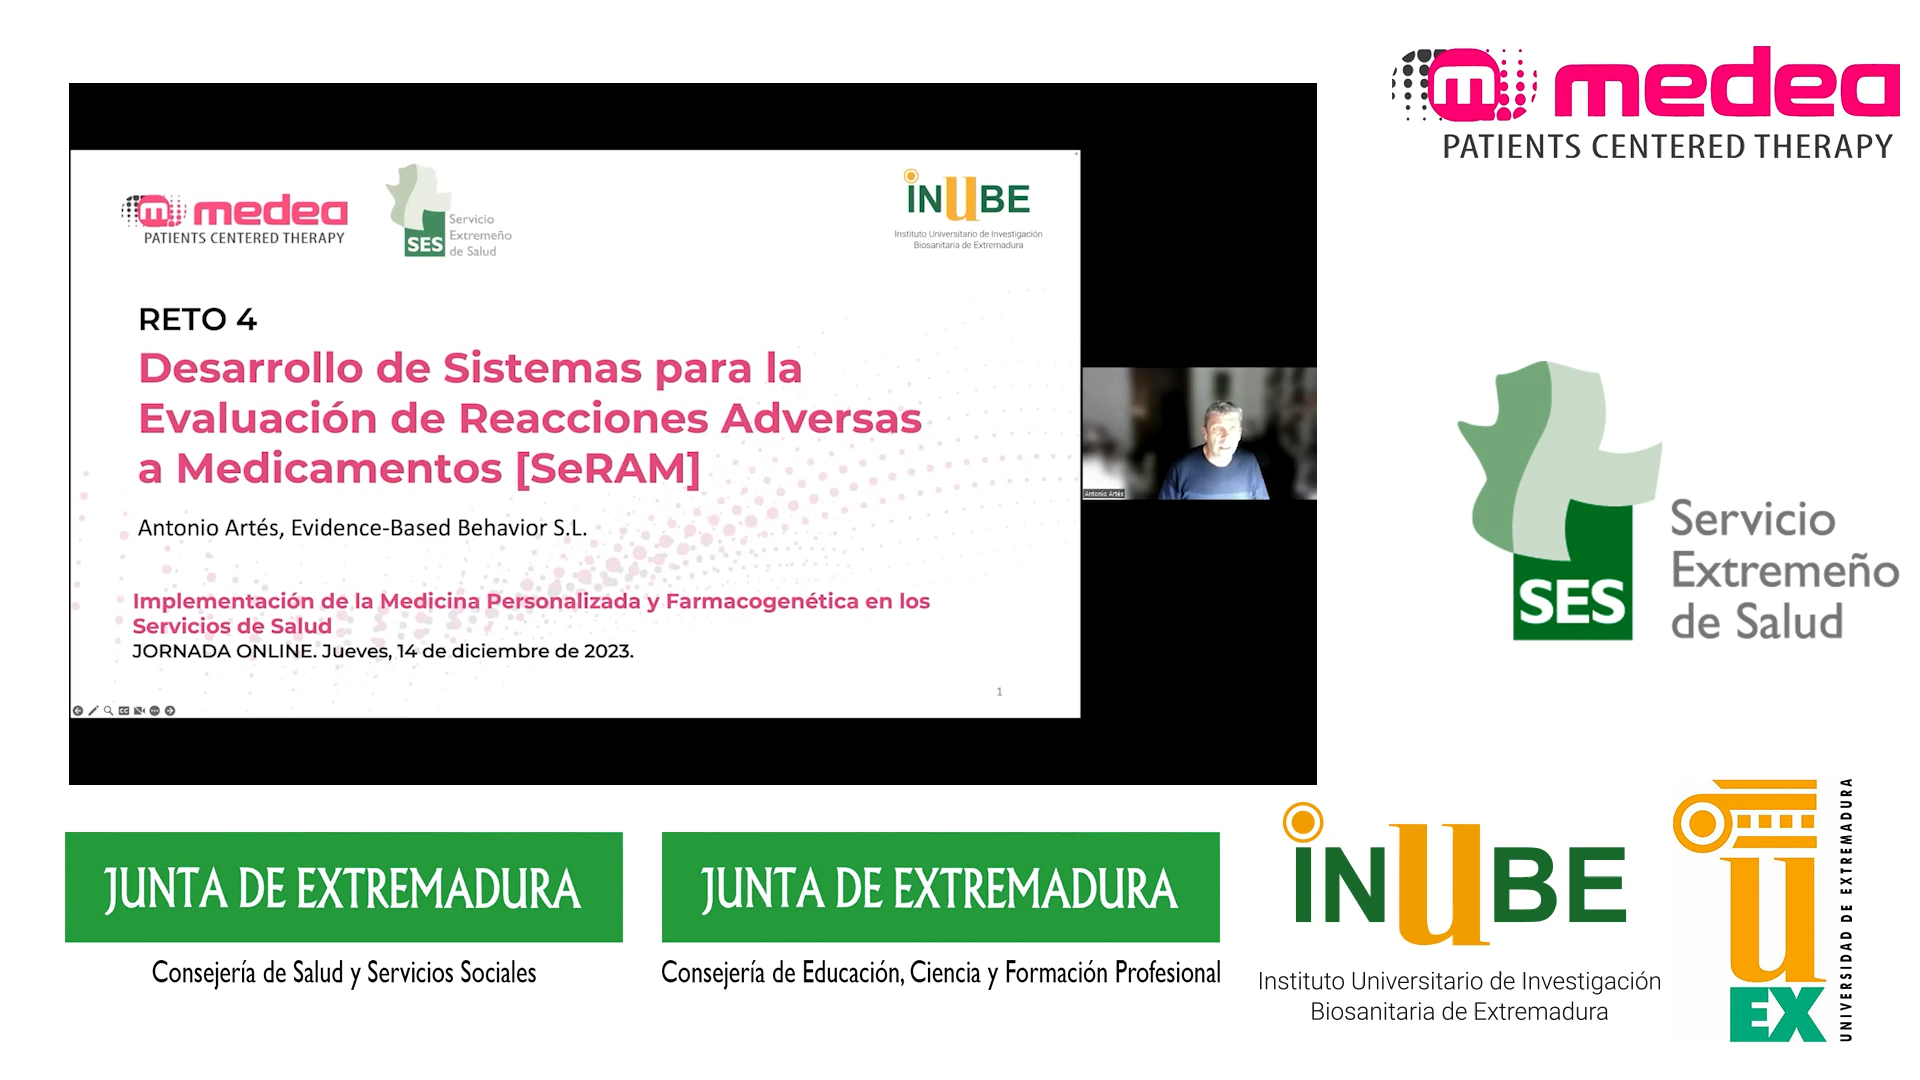 medea
PATIENTS CENTERED THERAPY
medea
PATIENTS CENTERED THERAPY
SES
Servicio
Extremeño
de Salud
INUBE
Instituto Universitario de Investigación
Biosanitaria de Extremadura
RETO 4
Desarrollo de Sistemas para la
Evaluación de Reacciones Adversas
a Medicamentos [SeRAM]
Antonio Artés, Evidence-Based Behavior S.L.
Implementación de la Medicina Personalizada y Farmacogenética en los
Servicios de Salud
JORNADA ONLINE. Jueves, 14 de diciembre de 2023.
1
Antonio Artés
SES
Servicio
Extremeño
de Salud
JUNTA DE EXTREMADURA
Consejería de Salud y Servicios Sociales
JUNTA DE EXTREMADURA
Consejería de Educación, Ciencia y Formación Profesional
INUBE
Instituto Universitario de Investigación
Biosanitaria de Extremadura
UEX
UNIVERSIDAD DE EXTREMADURA